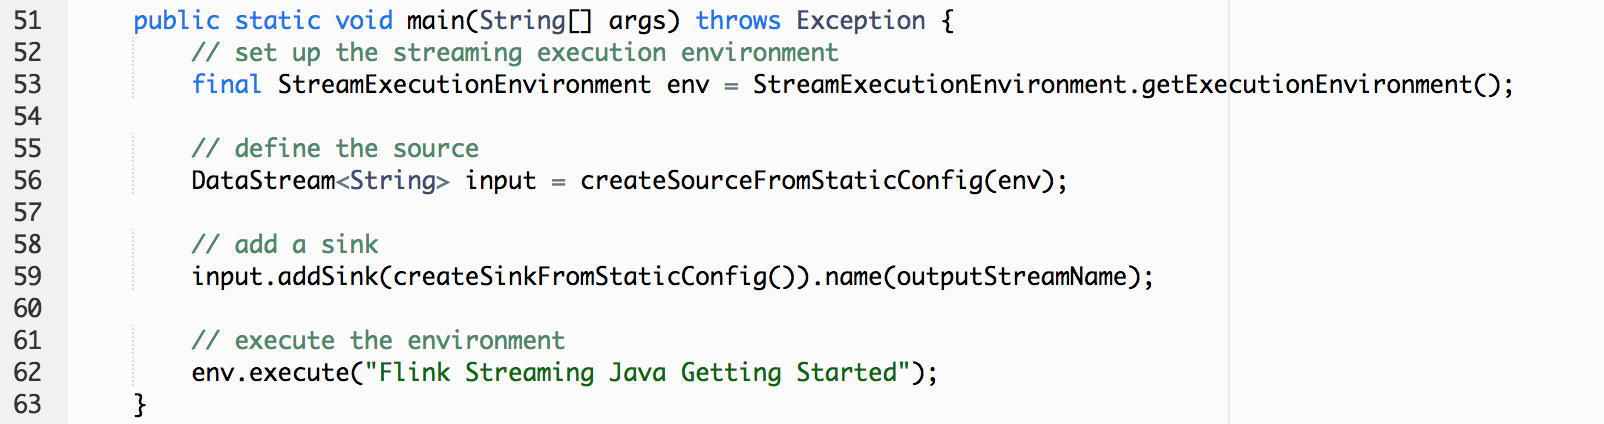 51 public static void main(String[] args) throws Exception {
52 // set up the streaming execution environment
53 final StreamExecutionEnvironment env = StreamExecutionEnvironment.getExecutionEnvironment();
54
55 // define the source
56 DataStream<String> input = createSourceFromStaticConfig(env);
57
58 // add a sink
59 input.addSink(createSinkFromStaticConfig()).name(outputStreamName);
60
61 // execute the environment
62 env.execute("Flink Streaming Java Getting Started");
63 }